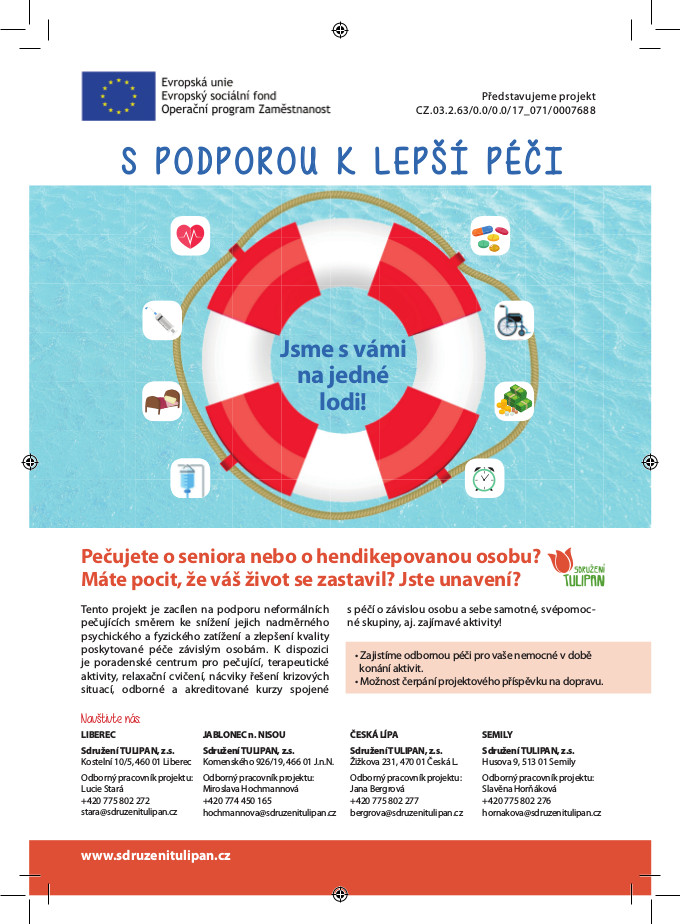 Evropská unie
Evropský sociální fond
Operační program Zaměstnanost
Představujeme projekt
CZ.03.2.63/0.0/0.0/17_071/0007688
S PODPOROU K LEPŠÍ PÉČI
Jsme s vámi
na jedné
lodi!
Pečujete o seniora nebo o hendikepovanou osobu?
Máte pocit, že váš život se zastavil? Jste unavení?
SDRUŽENÍ
TULIPAN
Tento projekt je zacílen na podporu neformálních
pečujících směrem ke snížení jejich nadměrného
psychického a fyzického zatížení a zlepšení kvality
poskytované péče závislým osobám. K dispozici
je poradenské centrum pro pečující, terapeutické
aktivity, relaxační cvičení, nácviky řešení krizových
situací, odborné a akreditované kurzy spojené
s péčí o závislou osobu a sebe samotné, svépomoc-
né skupiny, aj. zajímavé aktivity!
• Zajistíme odbornou péči pro vaše nemocné v době
konání aktivit.
• Možnost čerpání projektového příspěvku na dopravu.
Navštivte nás:
LIBEREC
Sdružení TULIPAN, z.s.
Kostelní 10/5, 460 01 Liberec
Odborný pracovník projektu:
Lucie Stará
+420 775 802 272
stara@sdruzenitulipan.cz
JABLONEC n. NISOU
Sdružení TULIPAN, z.s.
Komenského 926/19, 466 01 J.n.N.
Odborný pracovník projektu:
Miroslava Hochmannová
+420 774 450 165
hochmannova@sdruzenitulipan.cz
ČESKÁ LÍPA
Sdružení TULIPAN, z.s.
Žižkova 231, 470 01 Česká L.
Odborný pracovník projektu:
Jana Bergrová
+420 775 802 277
bergrova@sdruzenitulipan.cz
SEMILY
Sdružení TULIPAN, z.s.
Husova 9, 513 01 Semily
Odborný pracovník projektu:
Slavěna Horňáková
+420 775 802 276
hornakova@sdruzenitulipan.cz
www.sdruzenitulipan.cz